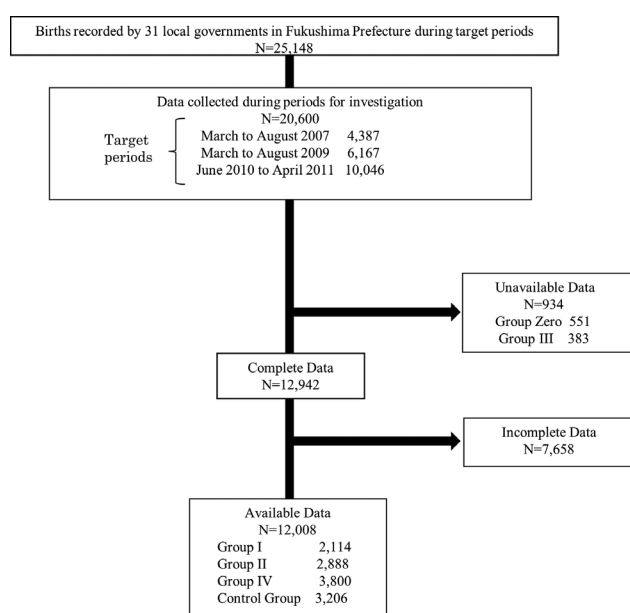 Births recorded by 31 local governments in Fukushima Prefecture during target periods
N=25,148
Data collected during periods for investigation
N=20,600
Target periods
March to August 2007 4,387
March to August 2009 6,167
June 2010 to April 2011 10,046
Unavailable Data
N=934
Group Zero 551
Group III 383
Complete Data
N=12,942
Incomplete Data
N=7,658
Available Data
N=12,008
Group I 2,114
Group II 2,888
Group IV 3,800
Control Group 3,206